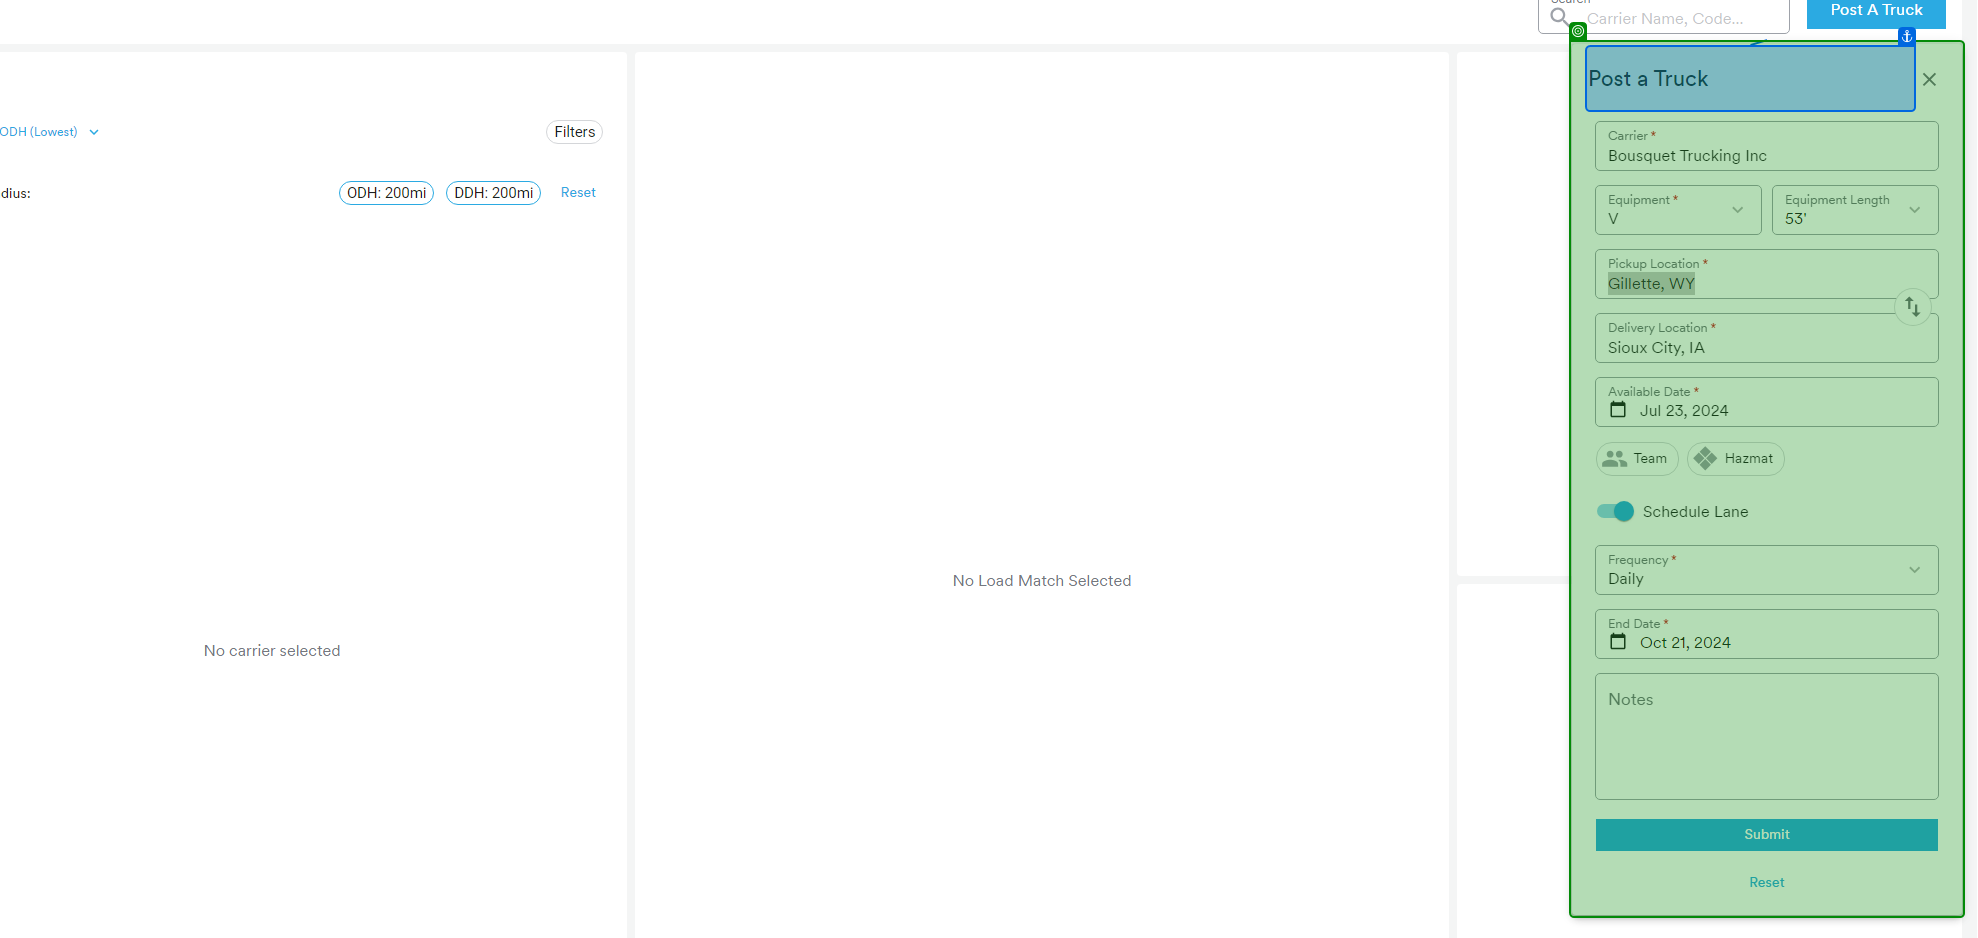 Search
Carrier Name, Code...
Post A Truck
ODH (Lowest)
Filters
dius:
ODH: 200mi
DDH: 200mi
Reset
No carrier selected
No Load Match Selected
Post a Truck
Carrier *
Bousquet Trucking Inc
Equipment *
V
Equipment Length
53'
Pickup Location *
Gillette, WY
Delivery Location *
Sioux City, IA
Available Date *
Jul 23, 2024
Team
Hazmat
Schedule Lane
Frequency *
Daily
End Date *
Oct 21, 2024
Notes
Submit
Reset